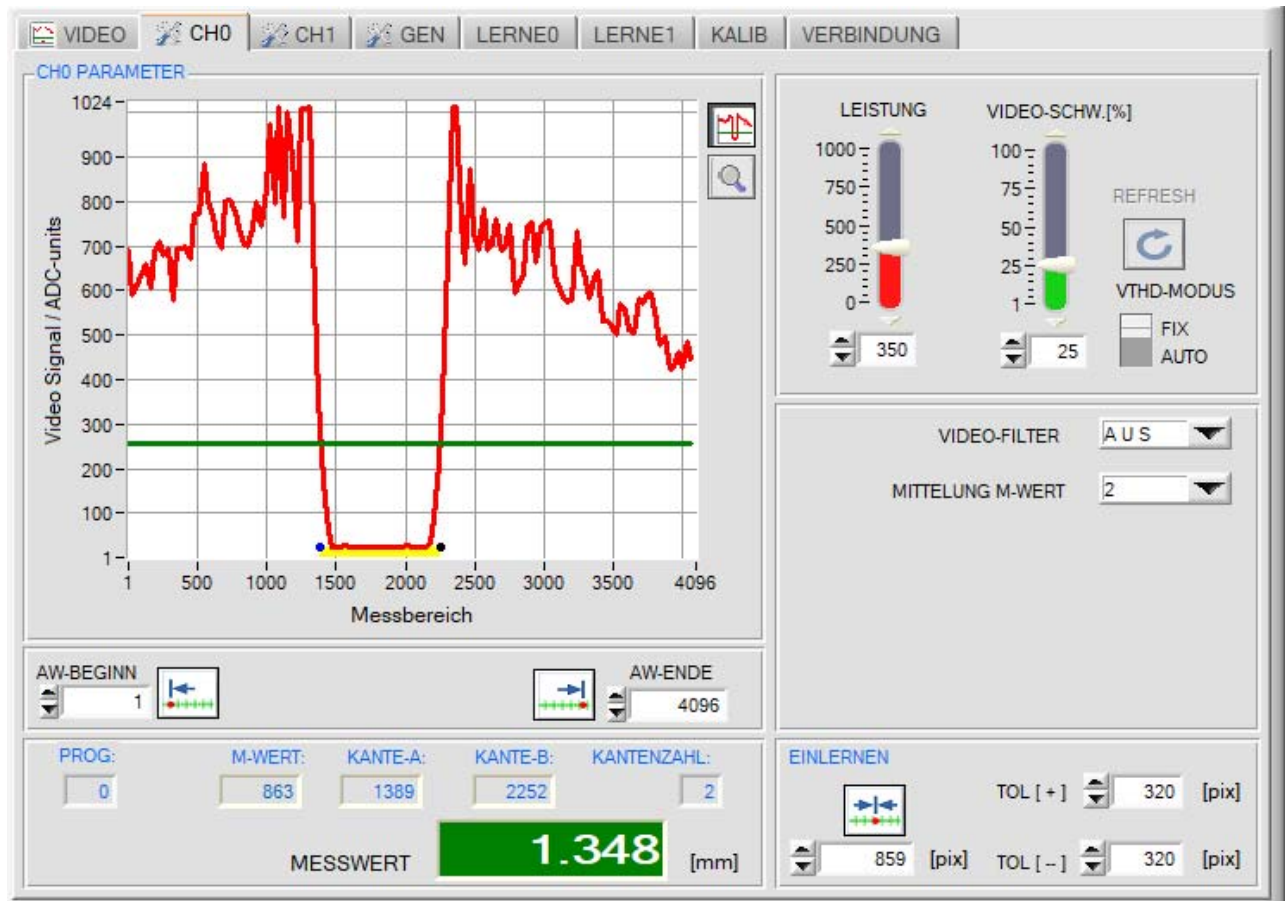 VIDEO CH0 CH1 GEN LERNE0 LERNE1 KALIB VERBINDUNG
CH0 PARAMETER
1024
900
800
700
600
500
400
300
200
100
1
Video Signal / ADC-units
1 500 1000 1500 2000 2500 3000 3500 4096
Messbereich
LEISTUNG
1000
750
500
250
0
350
VIDEO-SCHW.[%]
100
75
50
25
1
25
REFRESH
VTHD-MODUS
FIX
AUTO
VIDEO-FILTER A U S
MITTELUNG M-WERT 2
AW-BEGINN
1
AW-ENDE
4096
PROG: M-WERT: KANTE-A: KANTE-B: KANTENZAHL:
0 863 1389 2252 2
MESSWERT 1.348 [mm]
EINLERNEN
859 [pix]
TOL [ + ] 320 [pix]
TOL [ – ] 320 [pix]